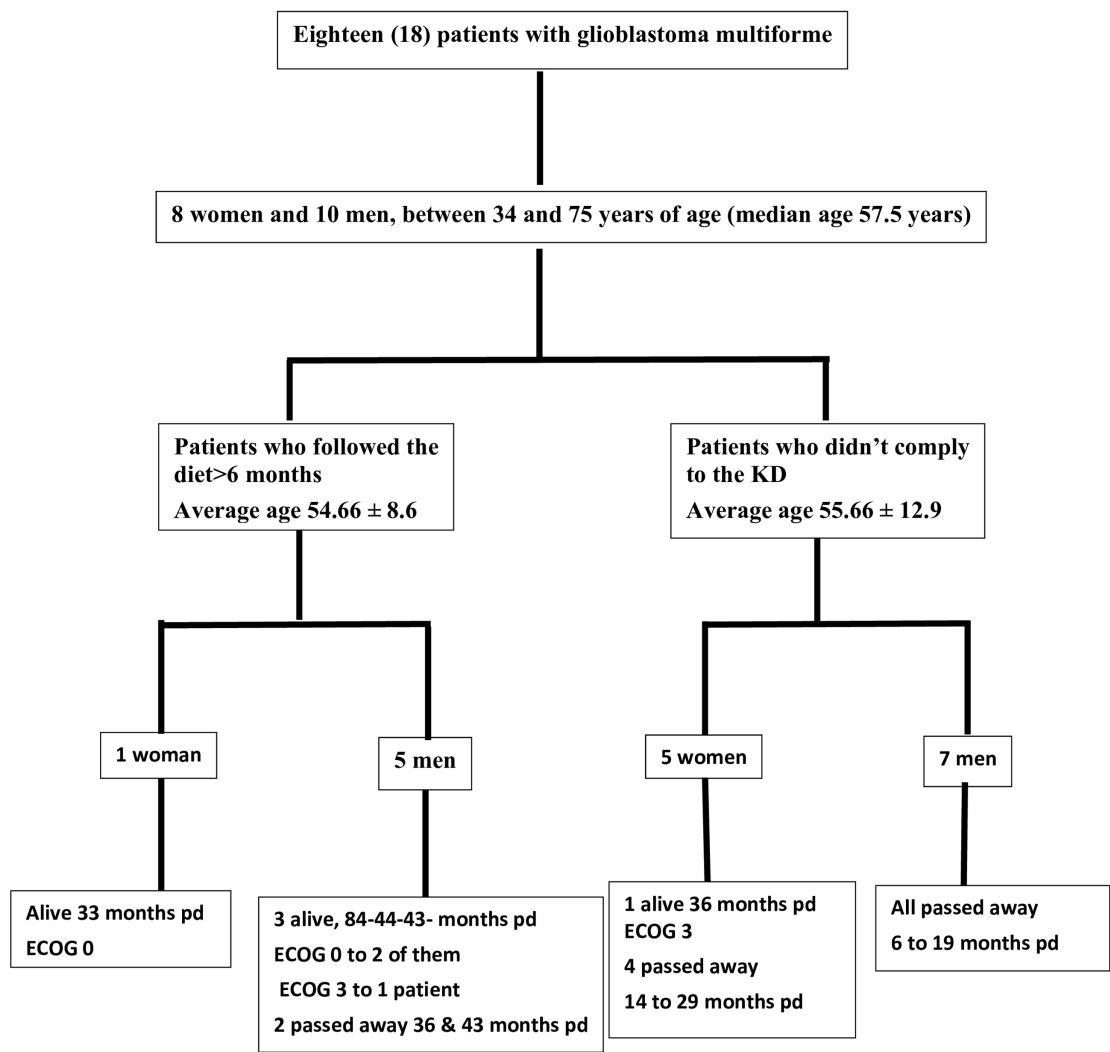 Eighteen (18) patients with glioblastoma multiforme
8 women and 10 men, between 34 and 75 years of age (median age 57.5 years)
Patients who followed the
diet>6 months
Average age 54.66 ± 8.6
Patients who didn’t comply
to the KD
Average age 55.66 ± 12.9
1 woman
5 men
5 women
7 men
Alive 33 months pd
ECOG 0
3 alive, 84-44-43- months pd
ECOG 0 to 2 of them
ECOG 3 to 1 patient
2 passed away 36 & 43 months pd
1 alive 36 months pd
ECOG 3
4 passed away
14 to 29 months pd
All passed away
6 to 19 months pd